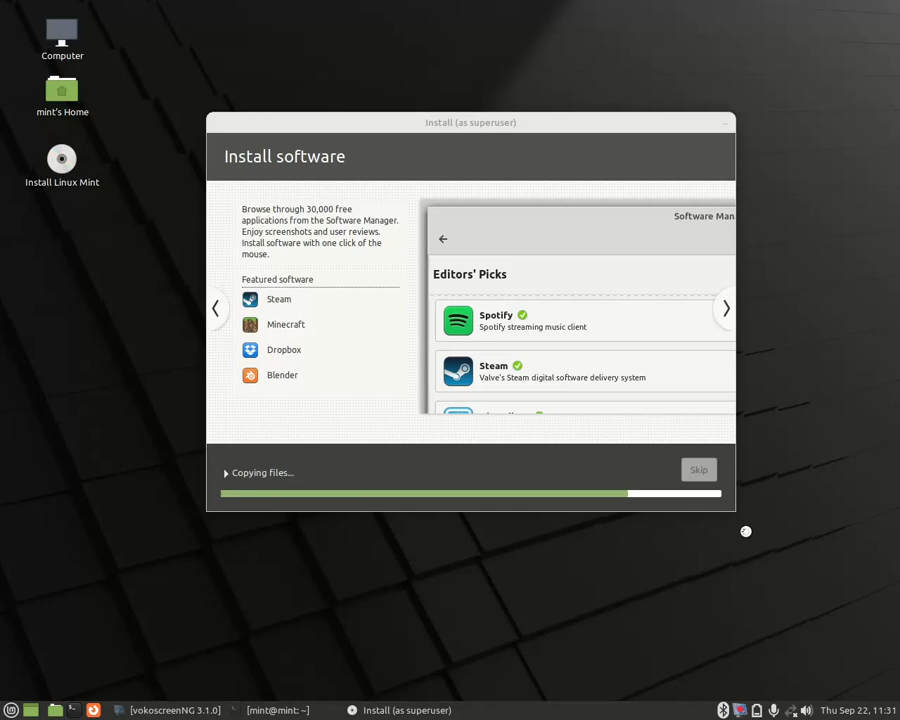 Computer
mint's Home
Install Linux Mint
Install (as superuser)
Install software
Browse through 30,000 free
applications from the Software Manager.
Enjoy screenshots and user reviews.
Install software with one click of the
mouse.
Featured software
Steam
Minecraft
Dropbox
Blender
Software Man
Editors' Picks
Spotify
Spotify streaming music client
Steam
Valve's Steam digital software delivery system
Copying files...
Skip
[vokoscreenNG 3.1.0]
[mint@mint: ~]
Install (as superuser)
Thu Sep 22, 11:31